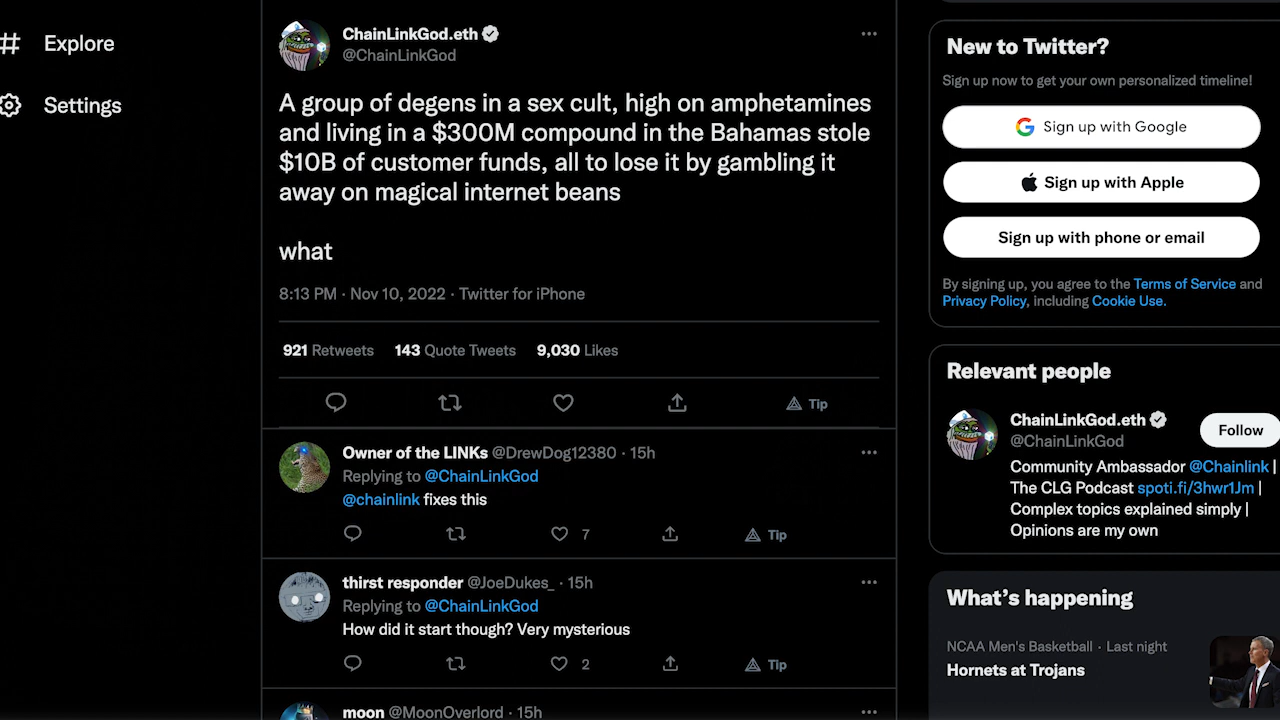 Explore
Settings
ChainLinkGod.eth
@ChainLinkGod
A group of degens in a sex cult, high on amphetamines
and living in a $300M compound in the Bahamas stole
$10B of customer funds, all to lose it by gambling it
away on magical internet beans
what
8:13 PM · Nov 10, 2022 · Twitter for iPhone
921 Retweets 143 Quote Tweets 9,030 Likes
Tip
Owner of the LINKs @DrewDog12380 · 15h
Replying to @ChainLinkGod
@chainlink fixes this
7 Tip
thirst responder @JoeDukes_ · 15h
Replying to @ChainLinkGod
How did it start though? Very mysterious
2 Tip
moon @MoonOverlord · 15h
New to Twitter?
Sign up now to get your own personalized timeline!
Sign up with Google
Sign up with Apple
Sign up with phone or email
By signing up, you agree to the Terms of Service and
Privacy Policy, including Cookie Use.
Relevant people
ChainLinkGod.eth
@ChainLinkGod
Follow
Community Ambassador @Chainlink |
The CLG Podcast spoti.fi/3hwr1Jm |
Complex topics explained simply |
Opinions are my own
What's happening
NCAA Men's Basketball · Last night
Hornets at Trojans